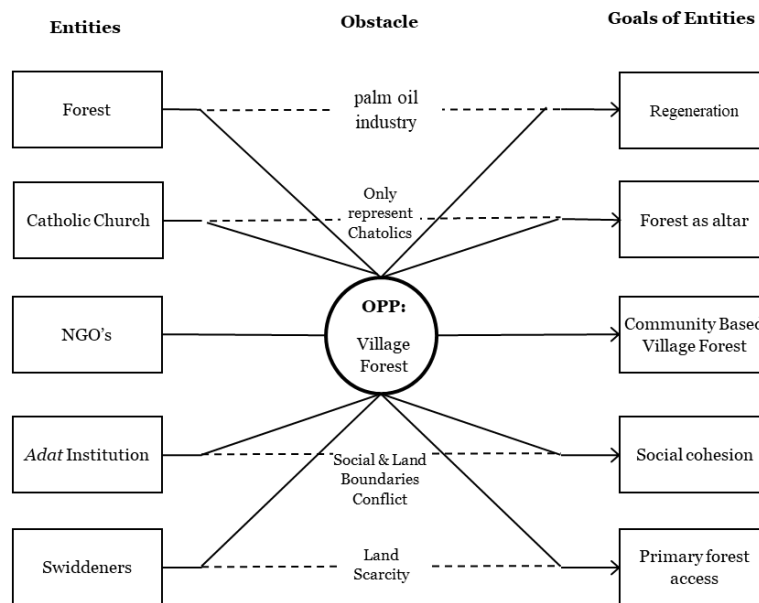 Entities
Obstacle
Goals of Entities
Forest
palm oil
industry
Regeneration
Catholic Church
Only
represent
Chatolics
Forest as altar
NGO’s
OPP:
Village
Forest
Community Based
Village Forest
Adat Institution
Social & Land
Boundaries
Conflict
Social cohesion
Swiddeners
Land
Scarcity
Primary forest
access